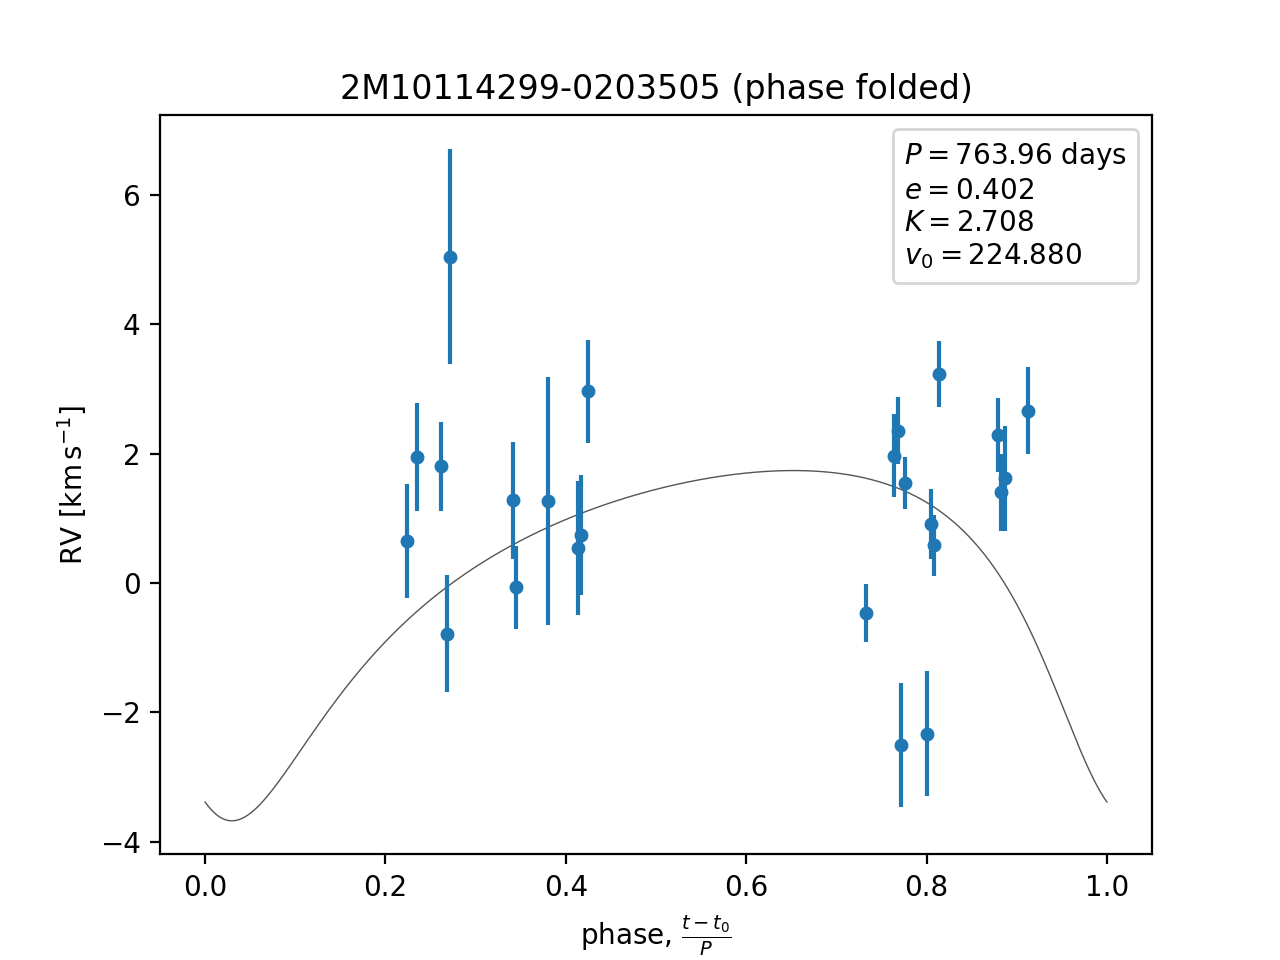 2M10114299-0203505 (phase folded)
P = 763.96 days
e = 0.402
K = 2.708
v₀ = 224.880
RV [km s⁻¹]
6
4
2
0
−2
−4
0.0 0.2 0.4 0.6 0.8 1.0
phase, (t − t₀)/P